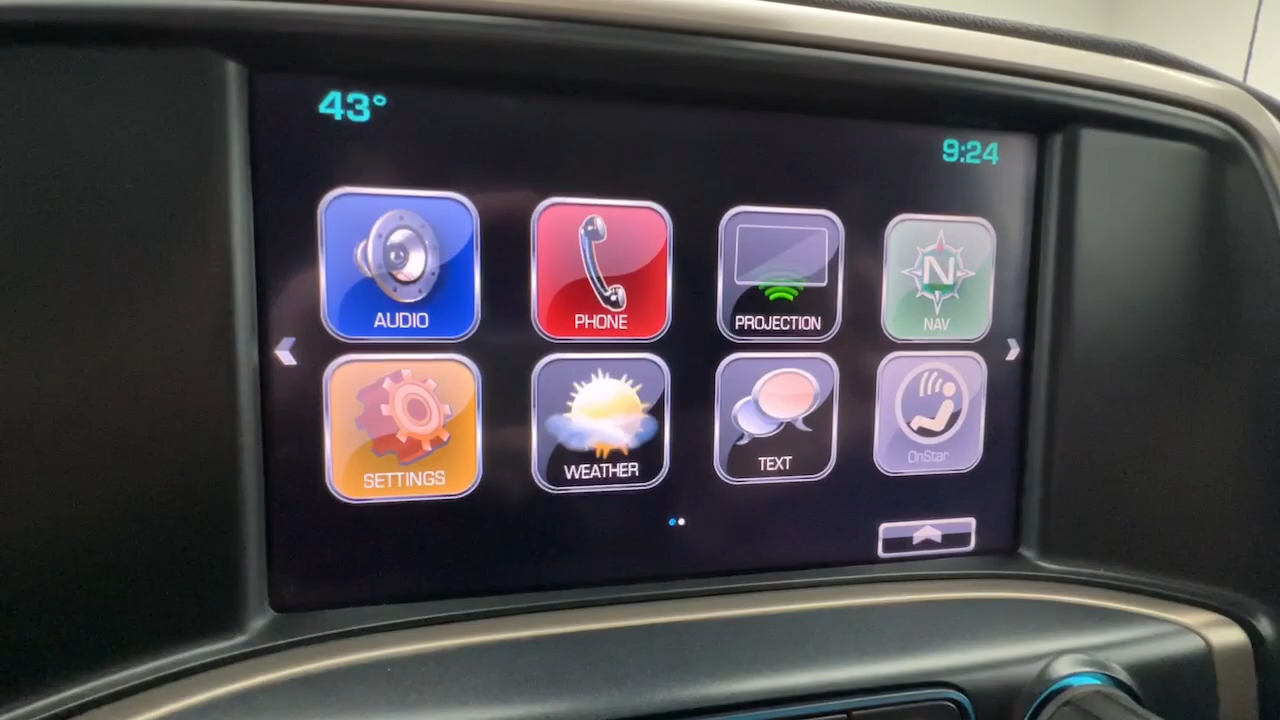 43°
9:24
AUDIO
PHONE
PROJECTION
N
NAV
SETTINGS
WEATHER
TEXT
OnStar